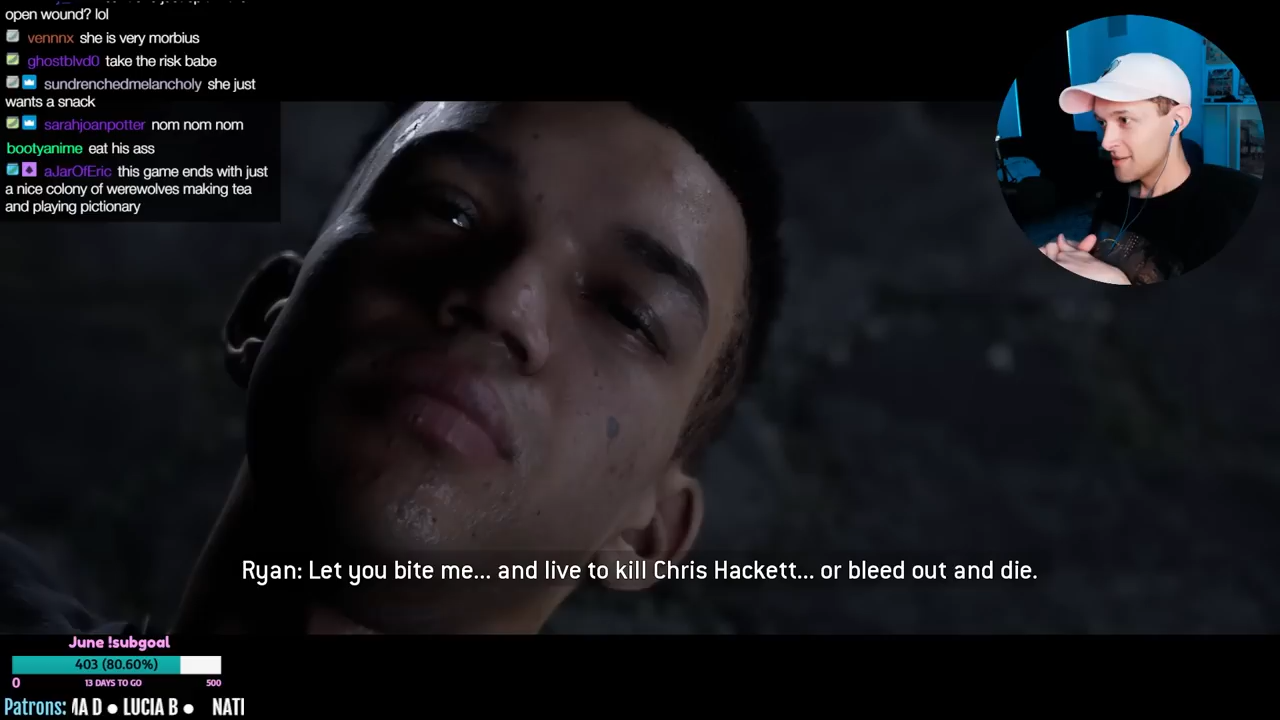 open wound? lol
vennnx she is very morbius
ghostblvd0 take the risk babe
sundrenchedmelancholy she just
wants a snack
sarahjoanpotter nom nom nom
bootyanime eat his ass
aJarOfEric this game ends with just
a nice colony of werewolves making tea
and playing pictionary
Ryan: Let you bite me... and live to kill Chris Hackett... or bleed out and die.
June !subgoal
403 (80.60%)
0 13 DAYS TO GO 500
Patrons: MA D ● LUCIA B ● NATI